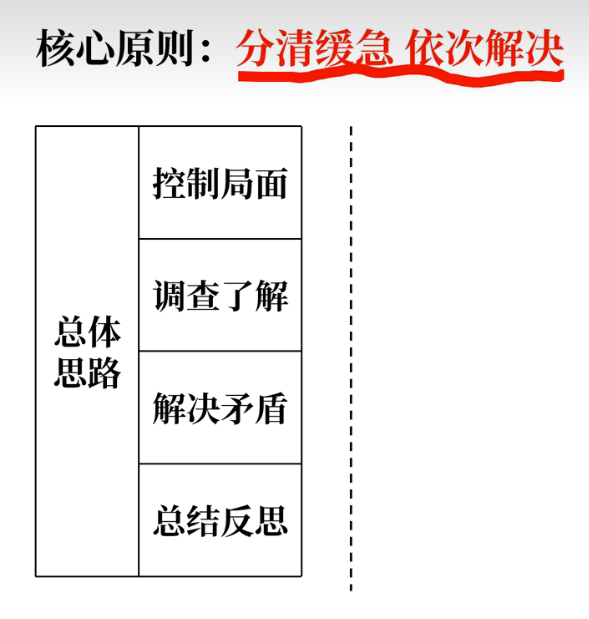 核心原则：分清缓急 依次解决
控制局面
调查了解
总体
思路
解决矛盾
总结反思